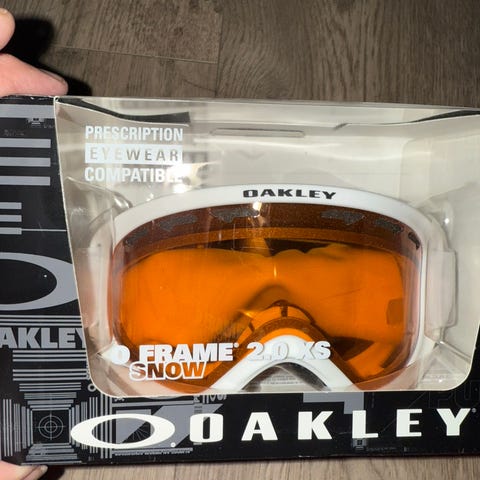 PRESCRIPTION
EYEWEAR
COMPATIBLE
OAKLEY
OAKLEY
O FRAME® 2.0 XS
SNOW
OAKLEY